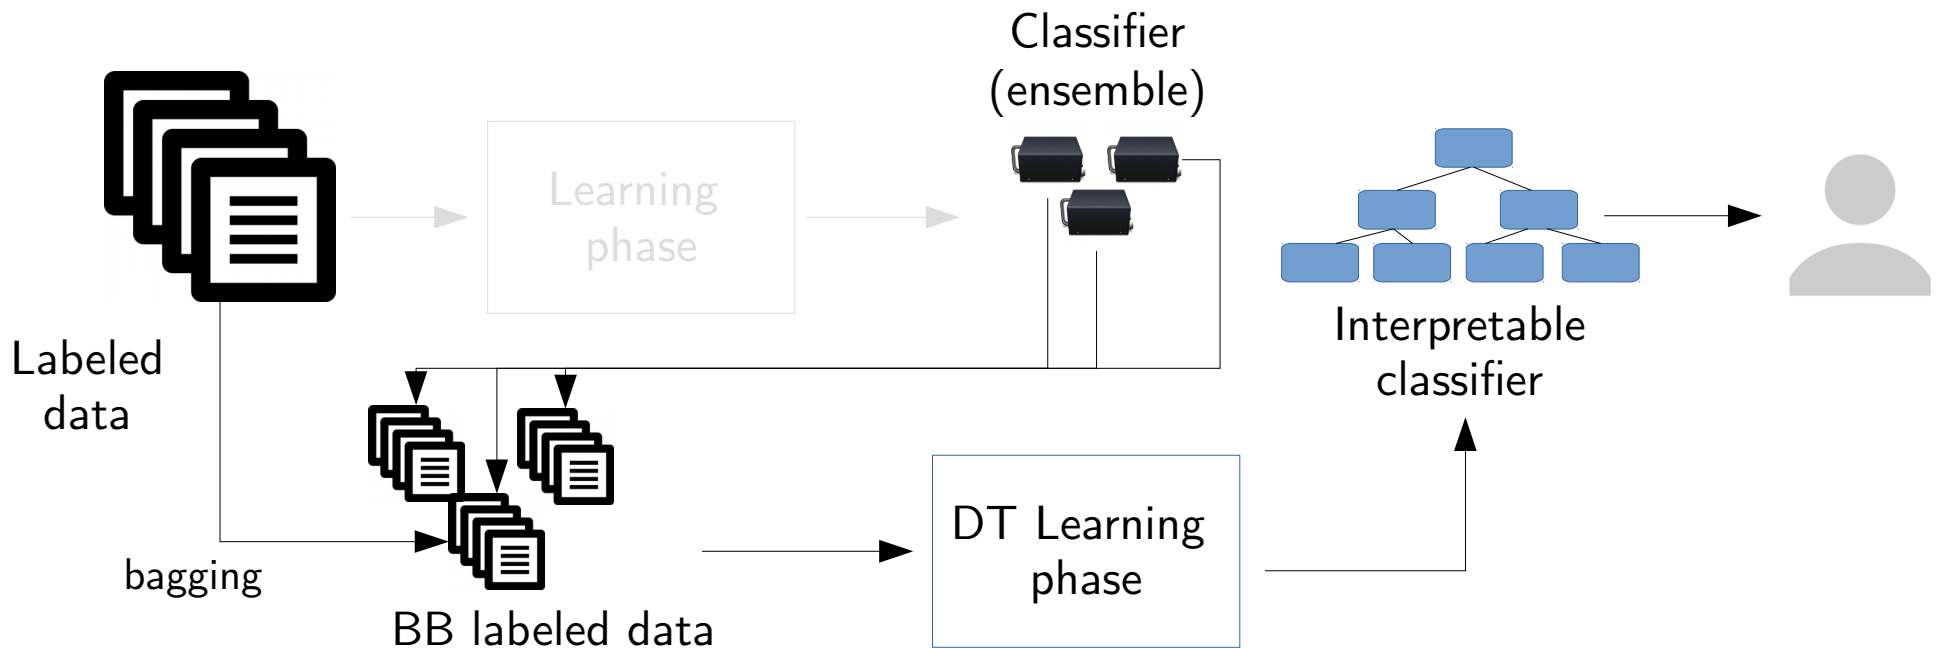 Classifier
(ensemble)
Learning
phase
Labeled
data
Interpretable
classifier
bagging
BB labeled data
DT Learning
phase